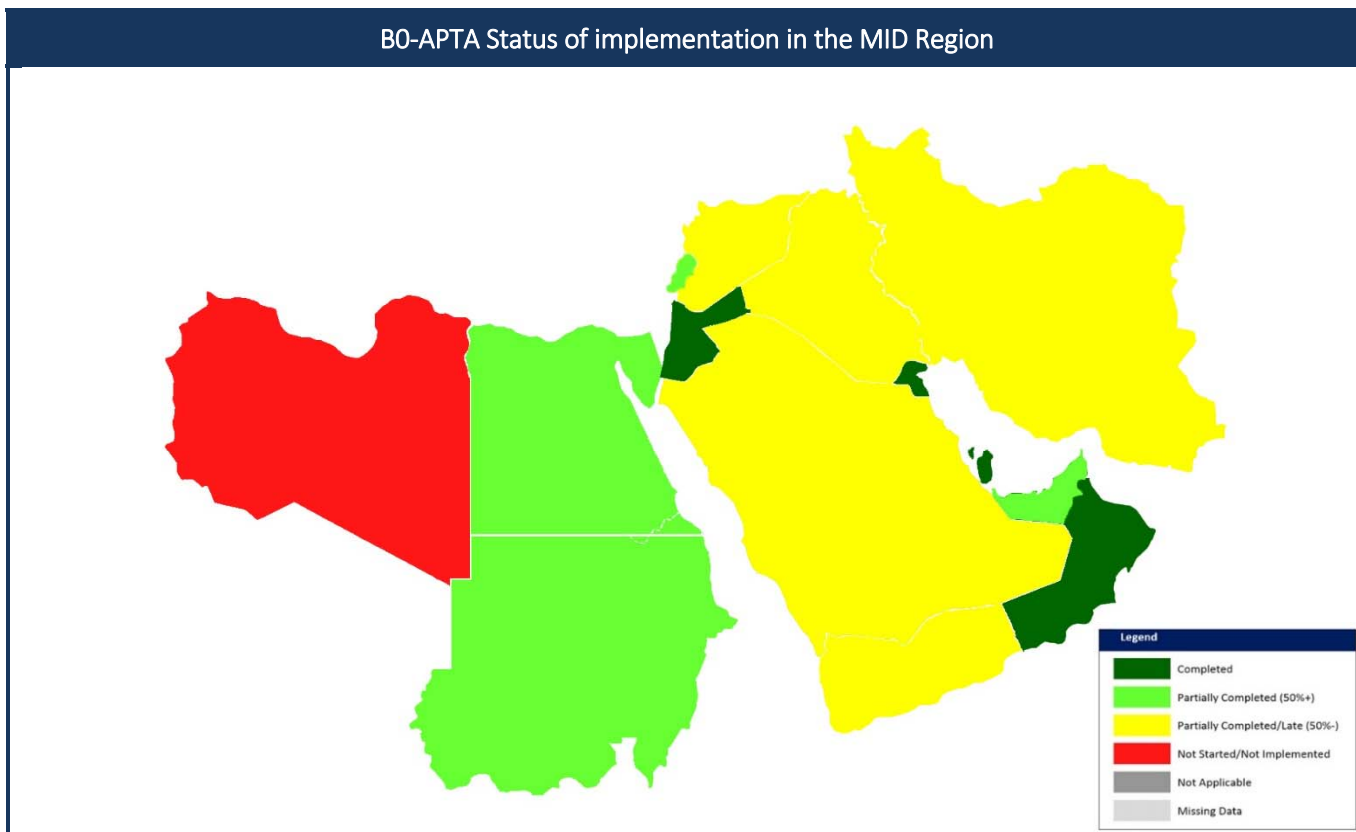 B0-APTA Status of implementation in the MID Region
Legend
Completed
Partially Completed (50%+)
Partially Completed/Late (50%-)
Not Started/Not Implemented
Not Applicable
Missing Data